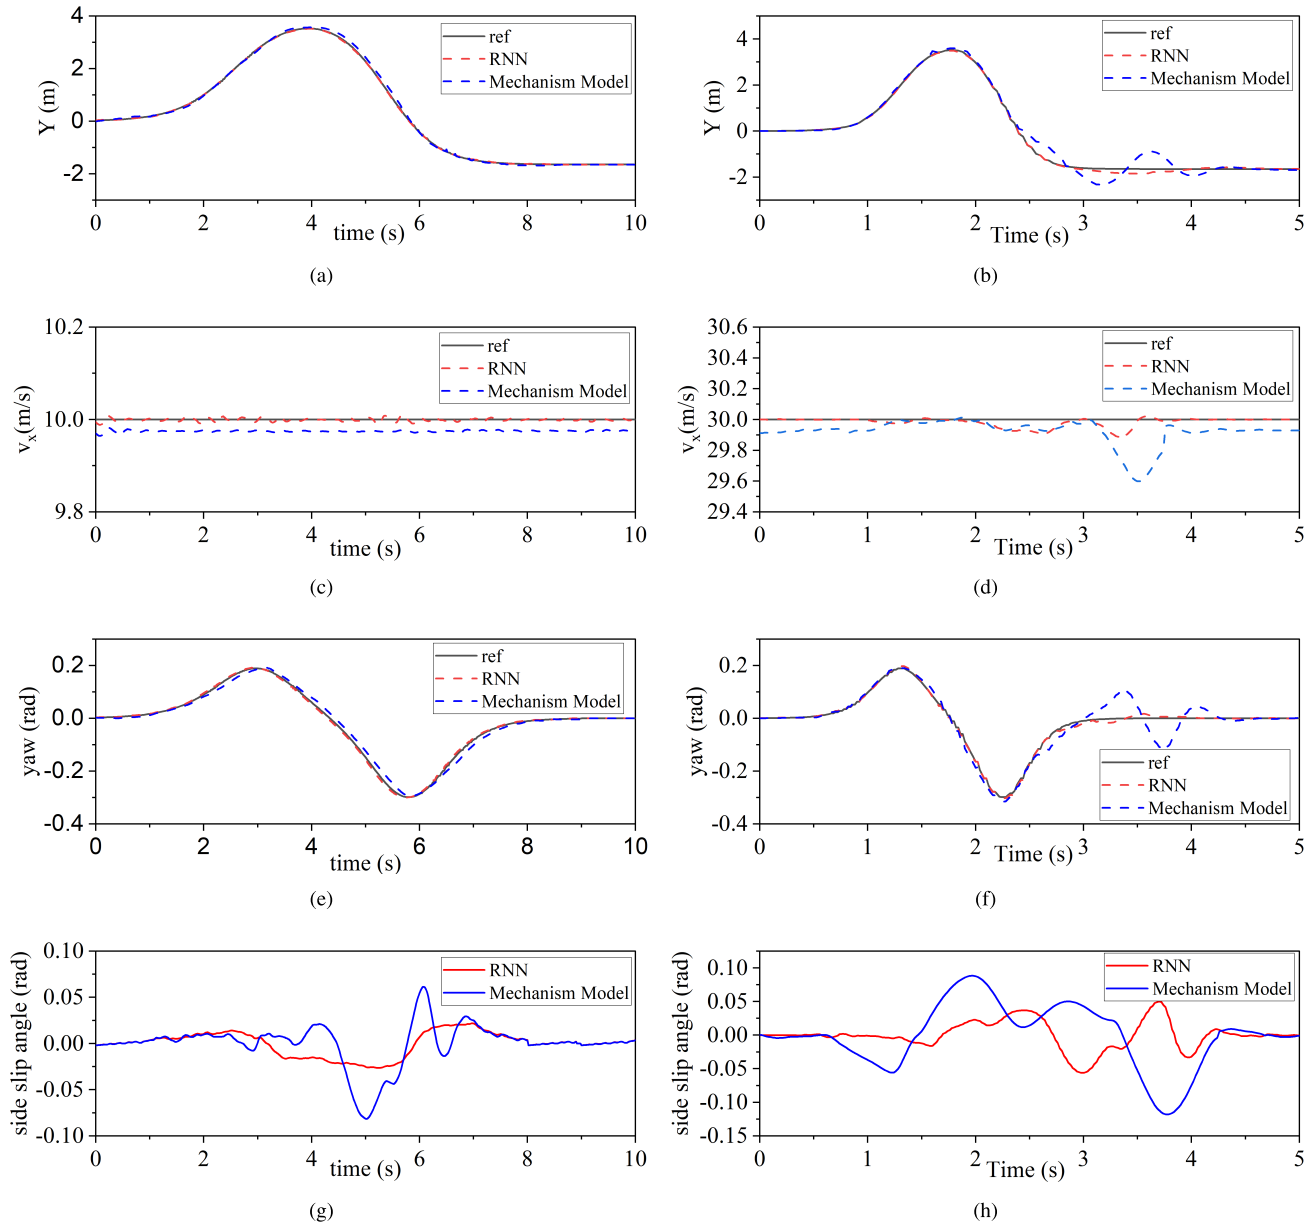 4
2
0
-2
Y (m)
ref
RNN
Mechanism Model
0 2 4 6 8 10
time (s)
(a)
4
2
0
-2
Y (m)
ref
RNN
Mechanism Model
0 1 2 3 4 5
Time (s)
(b)
10.2
10.0
9.8
vx(m/s)
ref
RNN
Mechanism Model
0 2 4 6 8 10
time (s)
(c)
30.6
30.4
30.2
30.0
29.8
29.6
29.4
vx(m/s)
ref
RNN
Mechanism Model
0 1 2 3 4 5
Time (s)
(d)
0.2
0.0
-0.2
-0.4
yaw (rad)
ref
RNN
Mechanism Model
0 2 4 6 8 10
time (s)
(e)
0.2
0.0
-0.2
-0.4
yaw (rad)
ref
RNN
Mechanism Model
0 1 2 3 4 5
Time (s)
(f)
0.10
0.05
0.00
-0.05
-0.10
side slip angle (rad)
RNN
Mechanism Model
0 2 4 6 8 10
time (s)
(g)
0.10
0.05
0.00
-0.05
-0.10
-0.15
side slip angle (rad)
RNN
Mechanism Model
0 1 2 3 4 5
Time (s)
(h)